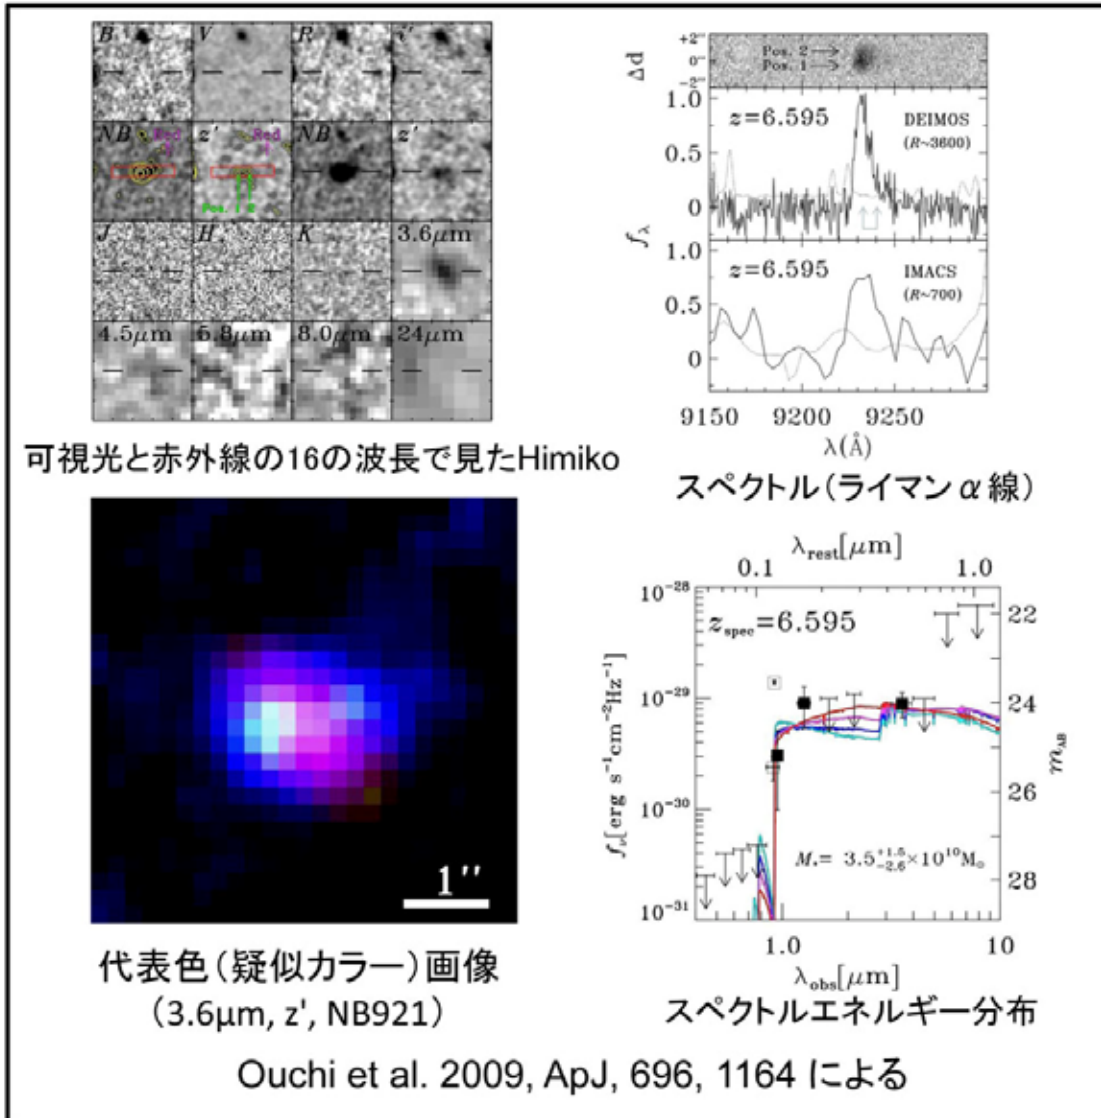 B V R i'
NB Red z' Red NB z'
Pos. 1 2
J H K 3.6μm
4.5μm 5.8μm 8.0μm 24μm
可視光と赤外線の16の波長で見たHimiko
Δd
+2"
0"
-2"
Pos. 2
Pos. 1
1.0
0.5
0
z=6.595
DEIMOS
(R~3600)
fλ
1.0
0.5
0
z=6.595
IMACS
(R~700)
9150 9200 9250
λ(Å)
スペクトル(ライマンα線)
1''
代表色(疑似カラー)画像
(3.6μm, z', NB921)
λrest[μm]
0.1 1.0
10⁻²⁸
10⁻²⁹
10⁻³⁰
10⁻³¹
fν[erg s⁻¹cm⁻²Hz⁻¹]
zspec=6.595
M*= 3.5+1.5−2.6×10¹⁰M⊙
22
24
26
28
mAB
1.0 10
λobs[μm]
スペクトルエネルギー分布
Ouchi et al. 2009, ApJ, 696, 1164 による